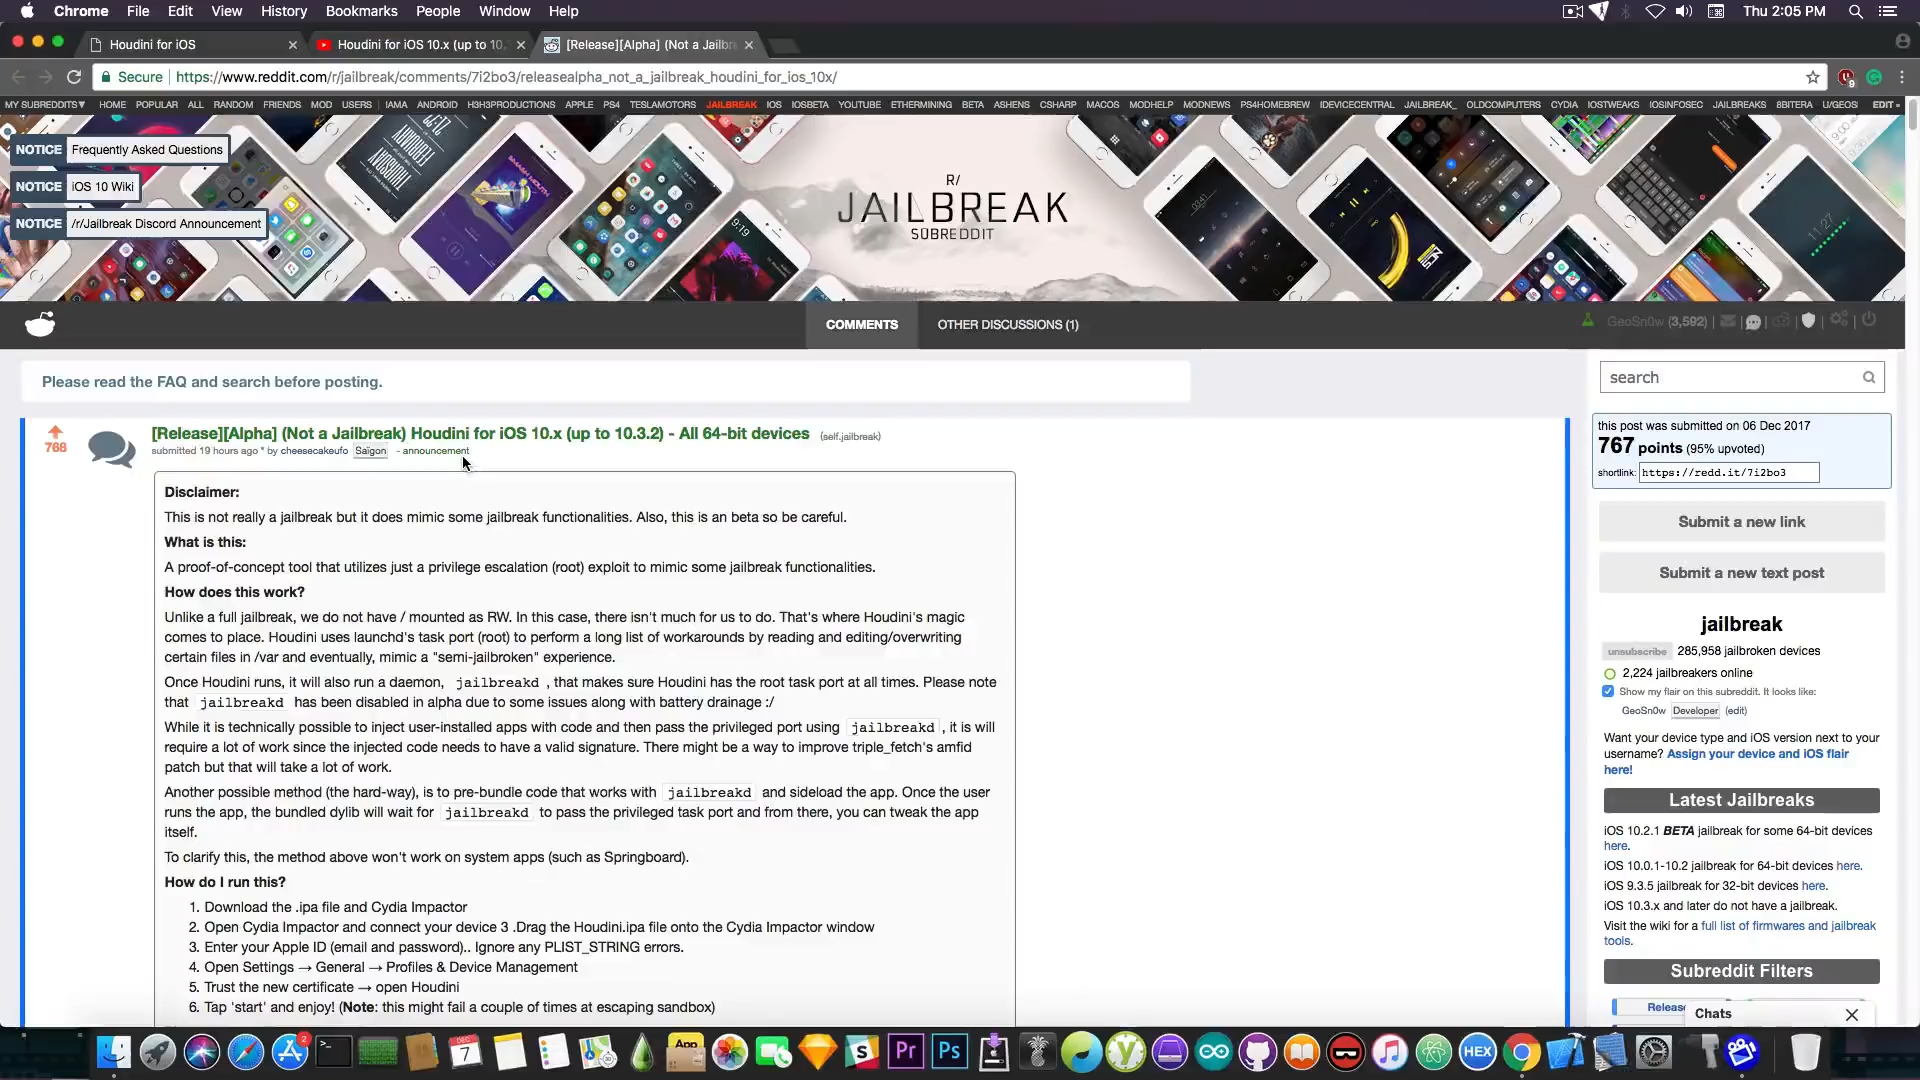 Chrome File Edit View History Bookmarks People Window Help Thu 2:05 PM
Houdini for iOS
Houdini for iOS 10.x (up to 10.
[Release][Alpha] (Not a Jailbr
Secure https://www.reddit.com/r/jailbreak/comments/7i2bo3/releasealpha_not_a_jailbreak_houdini_for_ios_10x/
MY SUBREDDITS HOME POPULAR ALL RANDOM FRIENDS MOD USERS IAMA ANDROID H3H3PRODUCTIONS APPLE PS4 TESLAMOTORS JAILBREAK IOS IOSBETA YOUTUBE ETHERMINING BETA ASHENS CSHARP MACOS MODHELP MODNEWS PS4HOMEBREW IDEVICECENTRAL JAILBREAK_ OLDCOMPUTERS CYDIA IOSTWEAKS IOSINFOSEC JAILBREAKS 8BITERA U/GEOS EDIT »
NOTICE Frequently Asked Questions
NOTICE iOS 10 Wiki
NOTICE /r/Jailbreak Discord Announcement
R/
JAILBREAK
SUBREDDIT
COMMENTS OTHER DISCUSSIONS (1)
GeoSn0w (3,592)
Please read the FAQ and search before posting.
search
768
[Release][Alpha] (Not a Jailbreak) Houdini for iOS 10.x (up to 10.3.2) - All 64-bit devices (self.jailbreak)
submitted 19 hours ago * by cheesecakeufo Saïgon - announcement
Disclaimer:
This is not really a jailbreak but it does mimic some jailbreak functionalities. Also, this is an beta so be careful.
What is this:
A proof-of-concept tool that utilizes just a privilege escalation (root) exploit to mimic some jailbreak functionalities.
How does this work?
Unlike a full jailbreak, we do not have / mounted as RW. In this case, there isn't much for us to do. That's where Houdini's magic
comes to place. Houdini uses launchd's task port (root) to perform a long list of workarounds by reading and editing/overwriting
certain files in /var and eventually, mimic a "semi-jailbroken" experience.
Once Houdini runs, it will also run a daemon, jailbreakd , that makes sure Houdini has the root task port at all times. Please note
that jailbreakd has been disabled in alpha due to some issues along with battery drainage :/
While it is technically possible to inject user-installed apps with code and then pass the privileged port using jailbreakd , it is will
require a lot of work since the injected code needs to have a valid signature. There might be a way to improve triple_fetch's amfid
patch but that will take a lot of work.
Another possible method (the hard-way), is to pre-bundle code that works with jailbreakd and sideload the app. Once the user
runs the app, the bundled dylib will wait for jailbreakd to pass the privileged task port and from there, you can tweak the app
itself.
To clarify this, the method above won't work on system apps (such as Springboard).
How do I run this?
1. Download the .ipa file and Cydia Impactor
2. Open Cydia Impactor and connect your device 3 .Drag the Houdini.ipa file onto the Cydia Impactor window
3. Enter your Apple ID (email and password).. Ignore any PLIST_STRING errors.
4. Open Settings → General → Profiles & Device Management
5. Trust the new certificate → open Houdini
6. Tap 'start' and enjoy! (Note: this might fail a couple of times at escaping sandbox)
this post was submitted on 06 Dec 2017
767 points (95% upvoted)
shortlink: https://redd.it/7i2bo3
Submit a new link
Submit a new text post
jailbreak
unsubscribe 285,958 jailbroken devices
2,224 jailbreakers online
Show my flair on this subreddit. It looks like:
GeoSn0w Developer (edit)
Want your device type and iOS version next to your
username? Assign your device and iOS flair
here!
Latest Jailbreaks
iOS 10.2.1 BETA jailbreak for some 64-bit devices
here.
iOS 10.0.1-10.2 jailbreak for 64-bit devices here.
iOS 9.3.5 jailbreak for 32-bit devices here.
iOS 10.3.x and later do not have a jailbreak.
Visit the wiki for a full list of firmwares and jailbreak
tools.
Subreddit Filters
Release
Chats